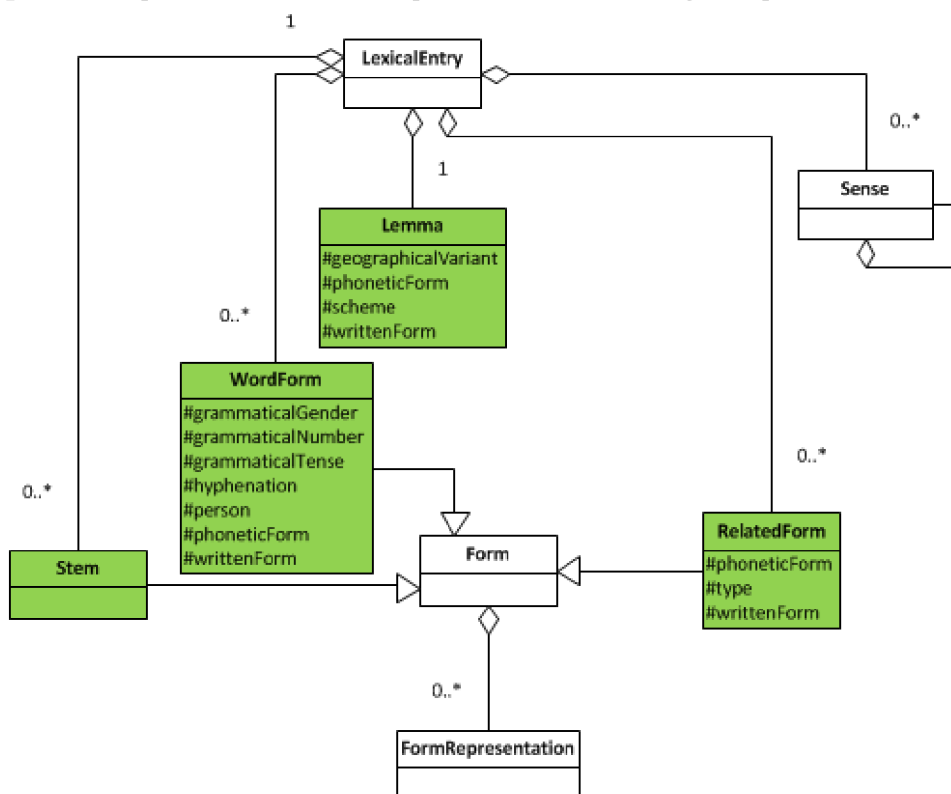 1
LexicalEntry
0..*
1
Sense
Lemma
#geographicalVariant
#phoneticForm
#scheme
#writtenForm
0..*
WordForm
#grammaticalGender
#grammaticalNumber
#grammaticalTense
#hyphenation
#person
#phoneticForm
#writtenForm
0..*
0..*
RelatedForm
#phoneticForm
#type
#writtenForm
Form
Stem
0..*
FormRepresentation